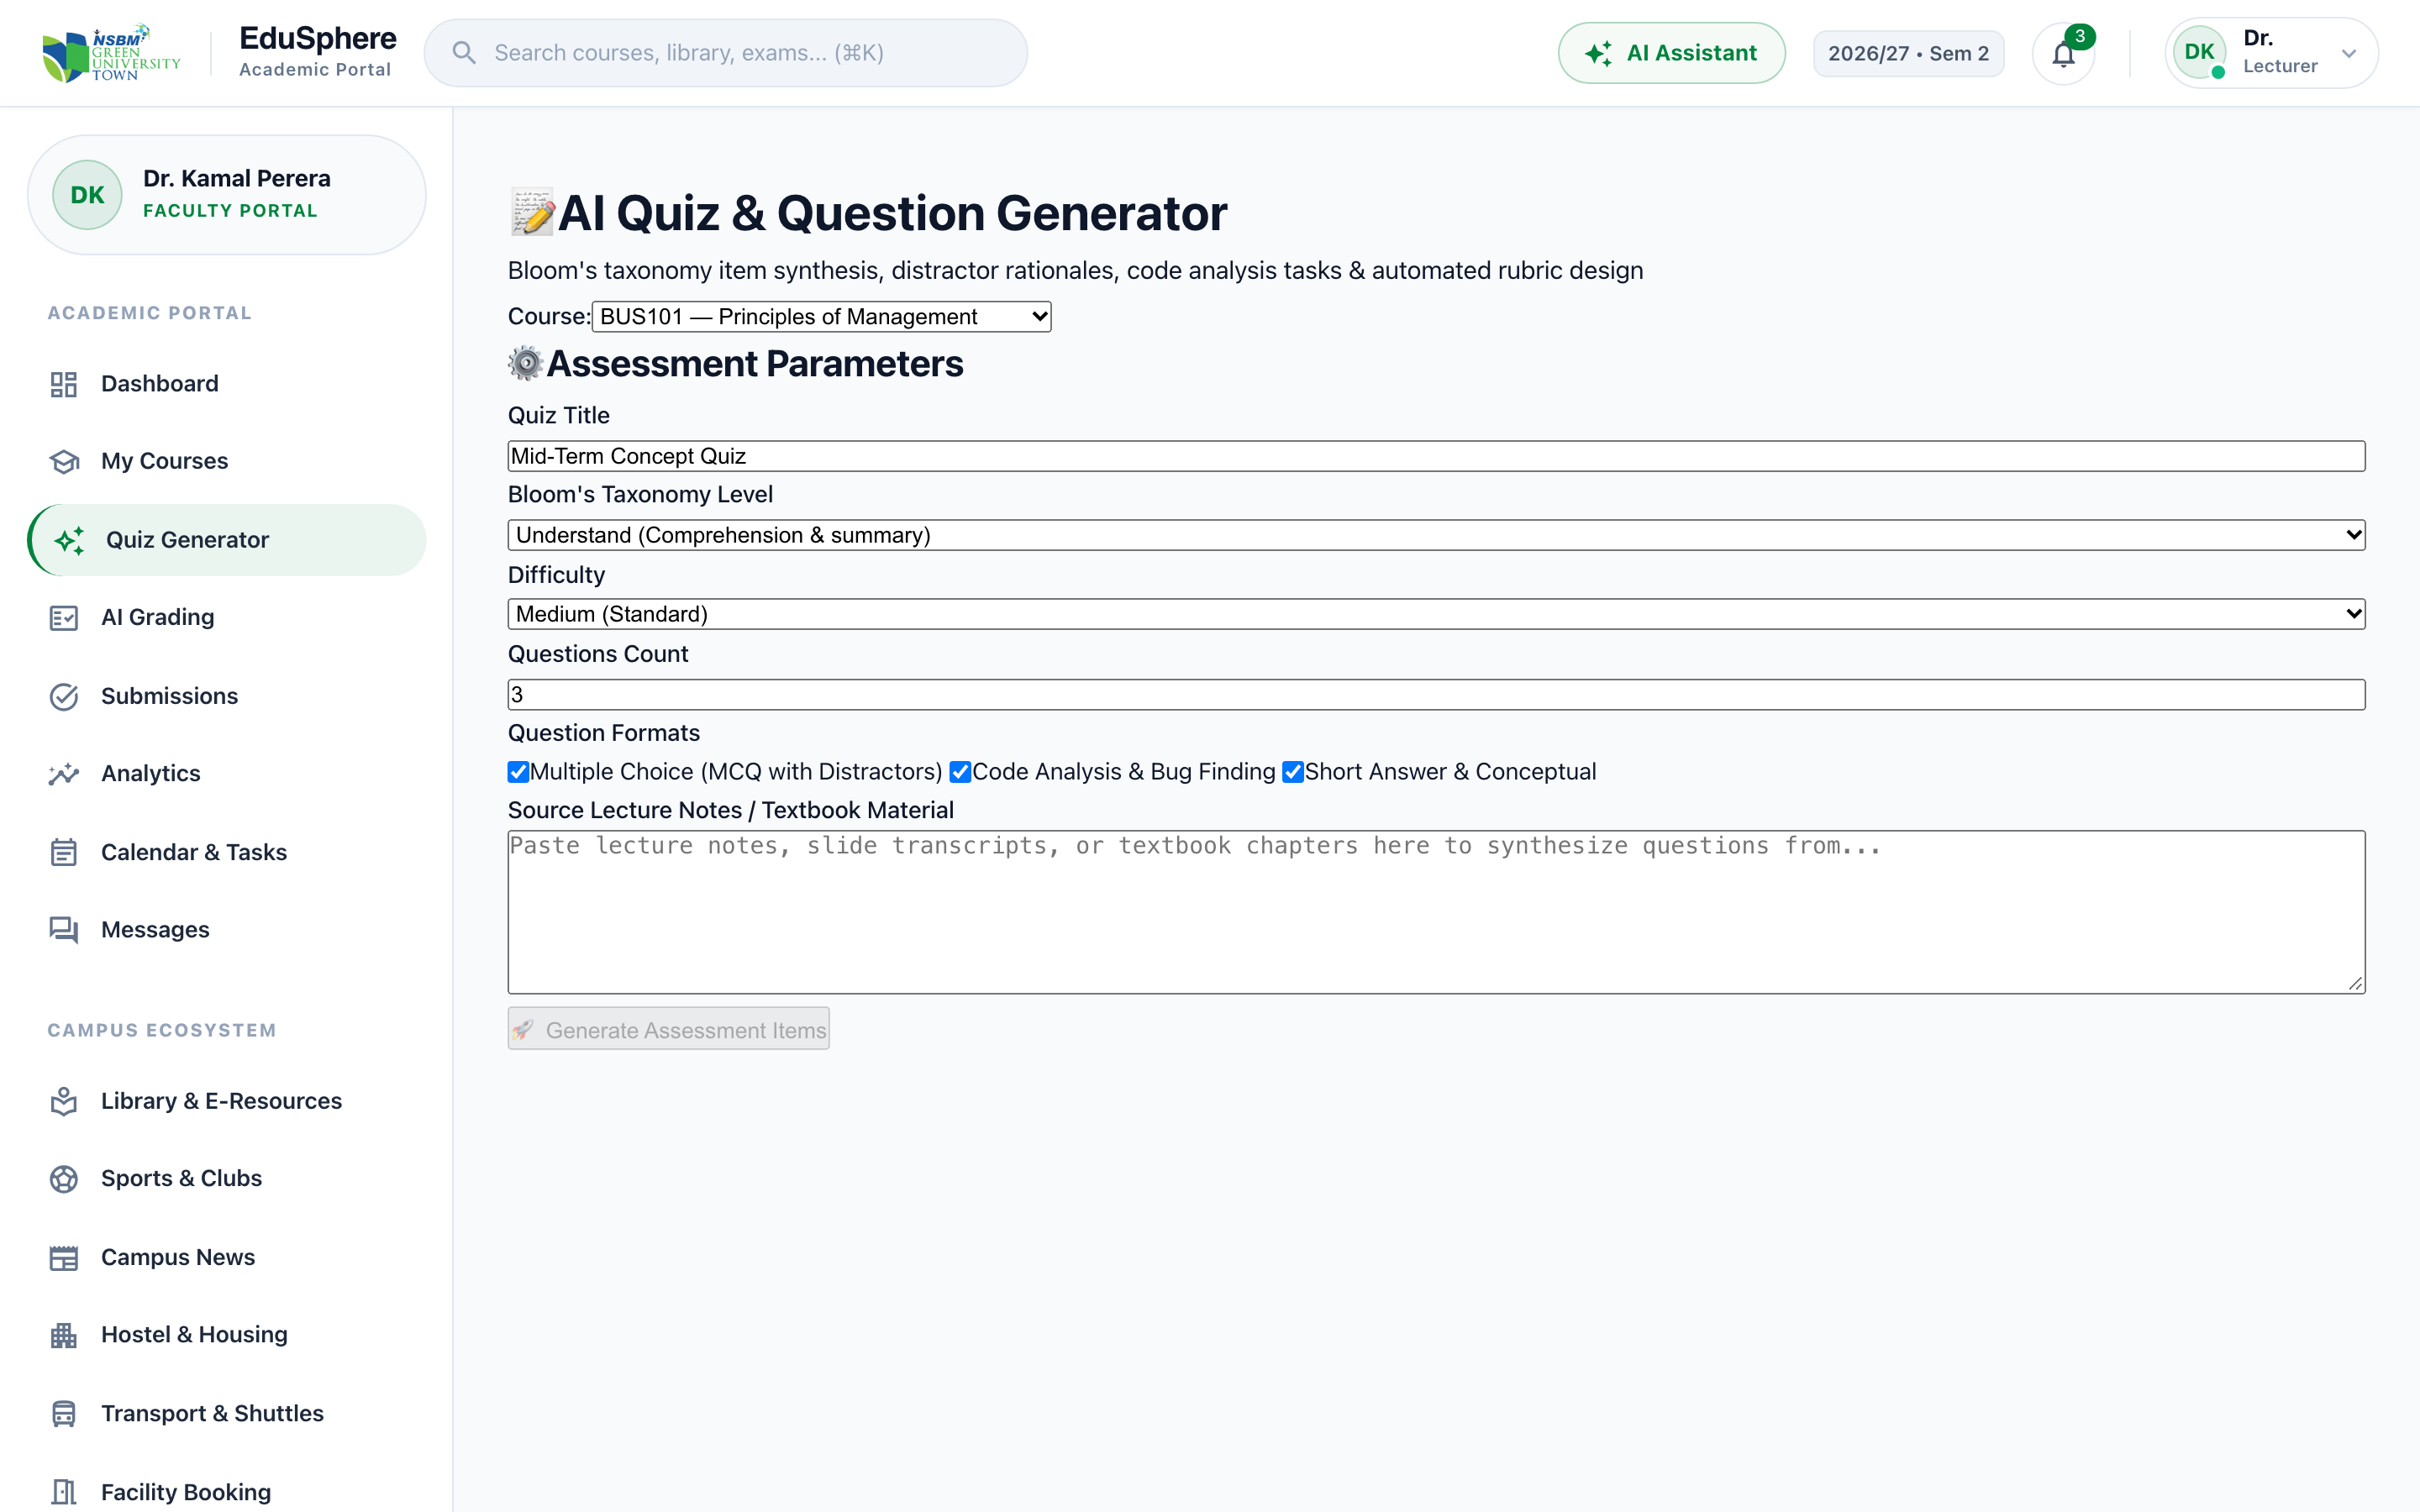 NSBM
GREEN
UNIVERSITY
TOWN
EduSphere
Academic Portal
Search courses, library, exams... (⌘K)
AI Assistant
2026/27 • Sem 2
3
DK
Dr.
Lecturer
DK
Dr. Kamal Perera
FACULTY PORTAL
ACADEMIC PORTAL
Dashboard
My Courses
Quiz Generator
AI Grading
Submissions
Analytics
Calendar & Tasks
Messages
CAMPUS ECOSYSTEM
Library & E-Resources
Sports & Clubs
Campus News
Hostel & Housing
Transport & Shuttles
Facility Booking
AI Quiz & Question Generator
Bloom's taxonomy item synthesis, distractor rationales, code analysis tasks & automated rubric design
Course: BUS101 — Principles of Management
Assessment Parameters
Quiz Title
Mid-Term Concept Quiz
Bloom's Taxonomy Level
Understand (Comprehension & summary)
Difficulty
Medium (Standard)
Questions Count
3
Question Formats
Multiple Choice (MCQ with Distractors) Code Analysis & Bug Finding Short Answer & Conceptual
Source Lecture Notes / Textbook Material
Paste lecture notes, slide transcripts, or textbook chapters here to synthesize questions from...
Generate Assessment Items